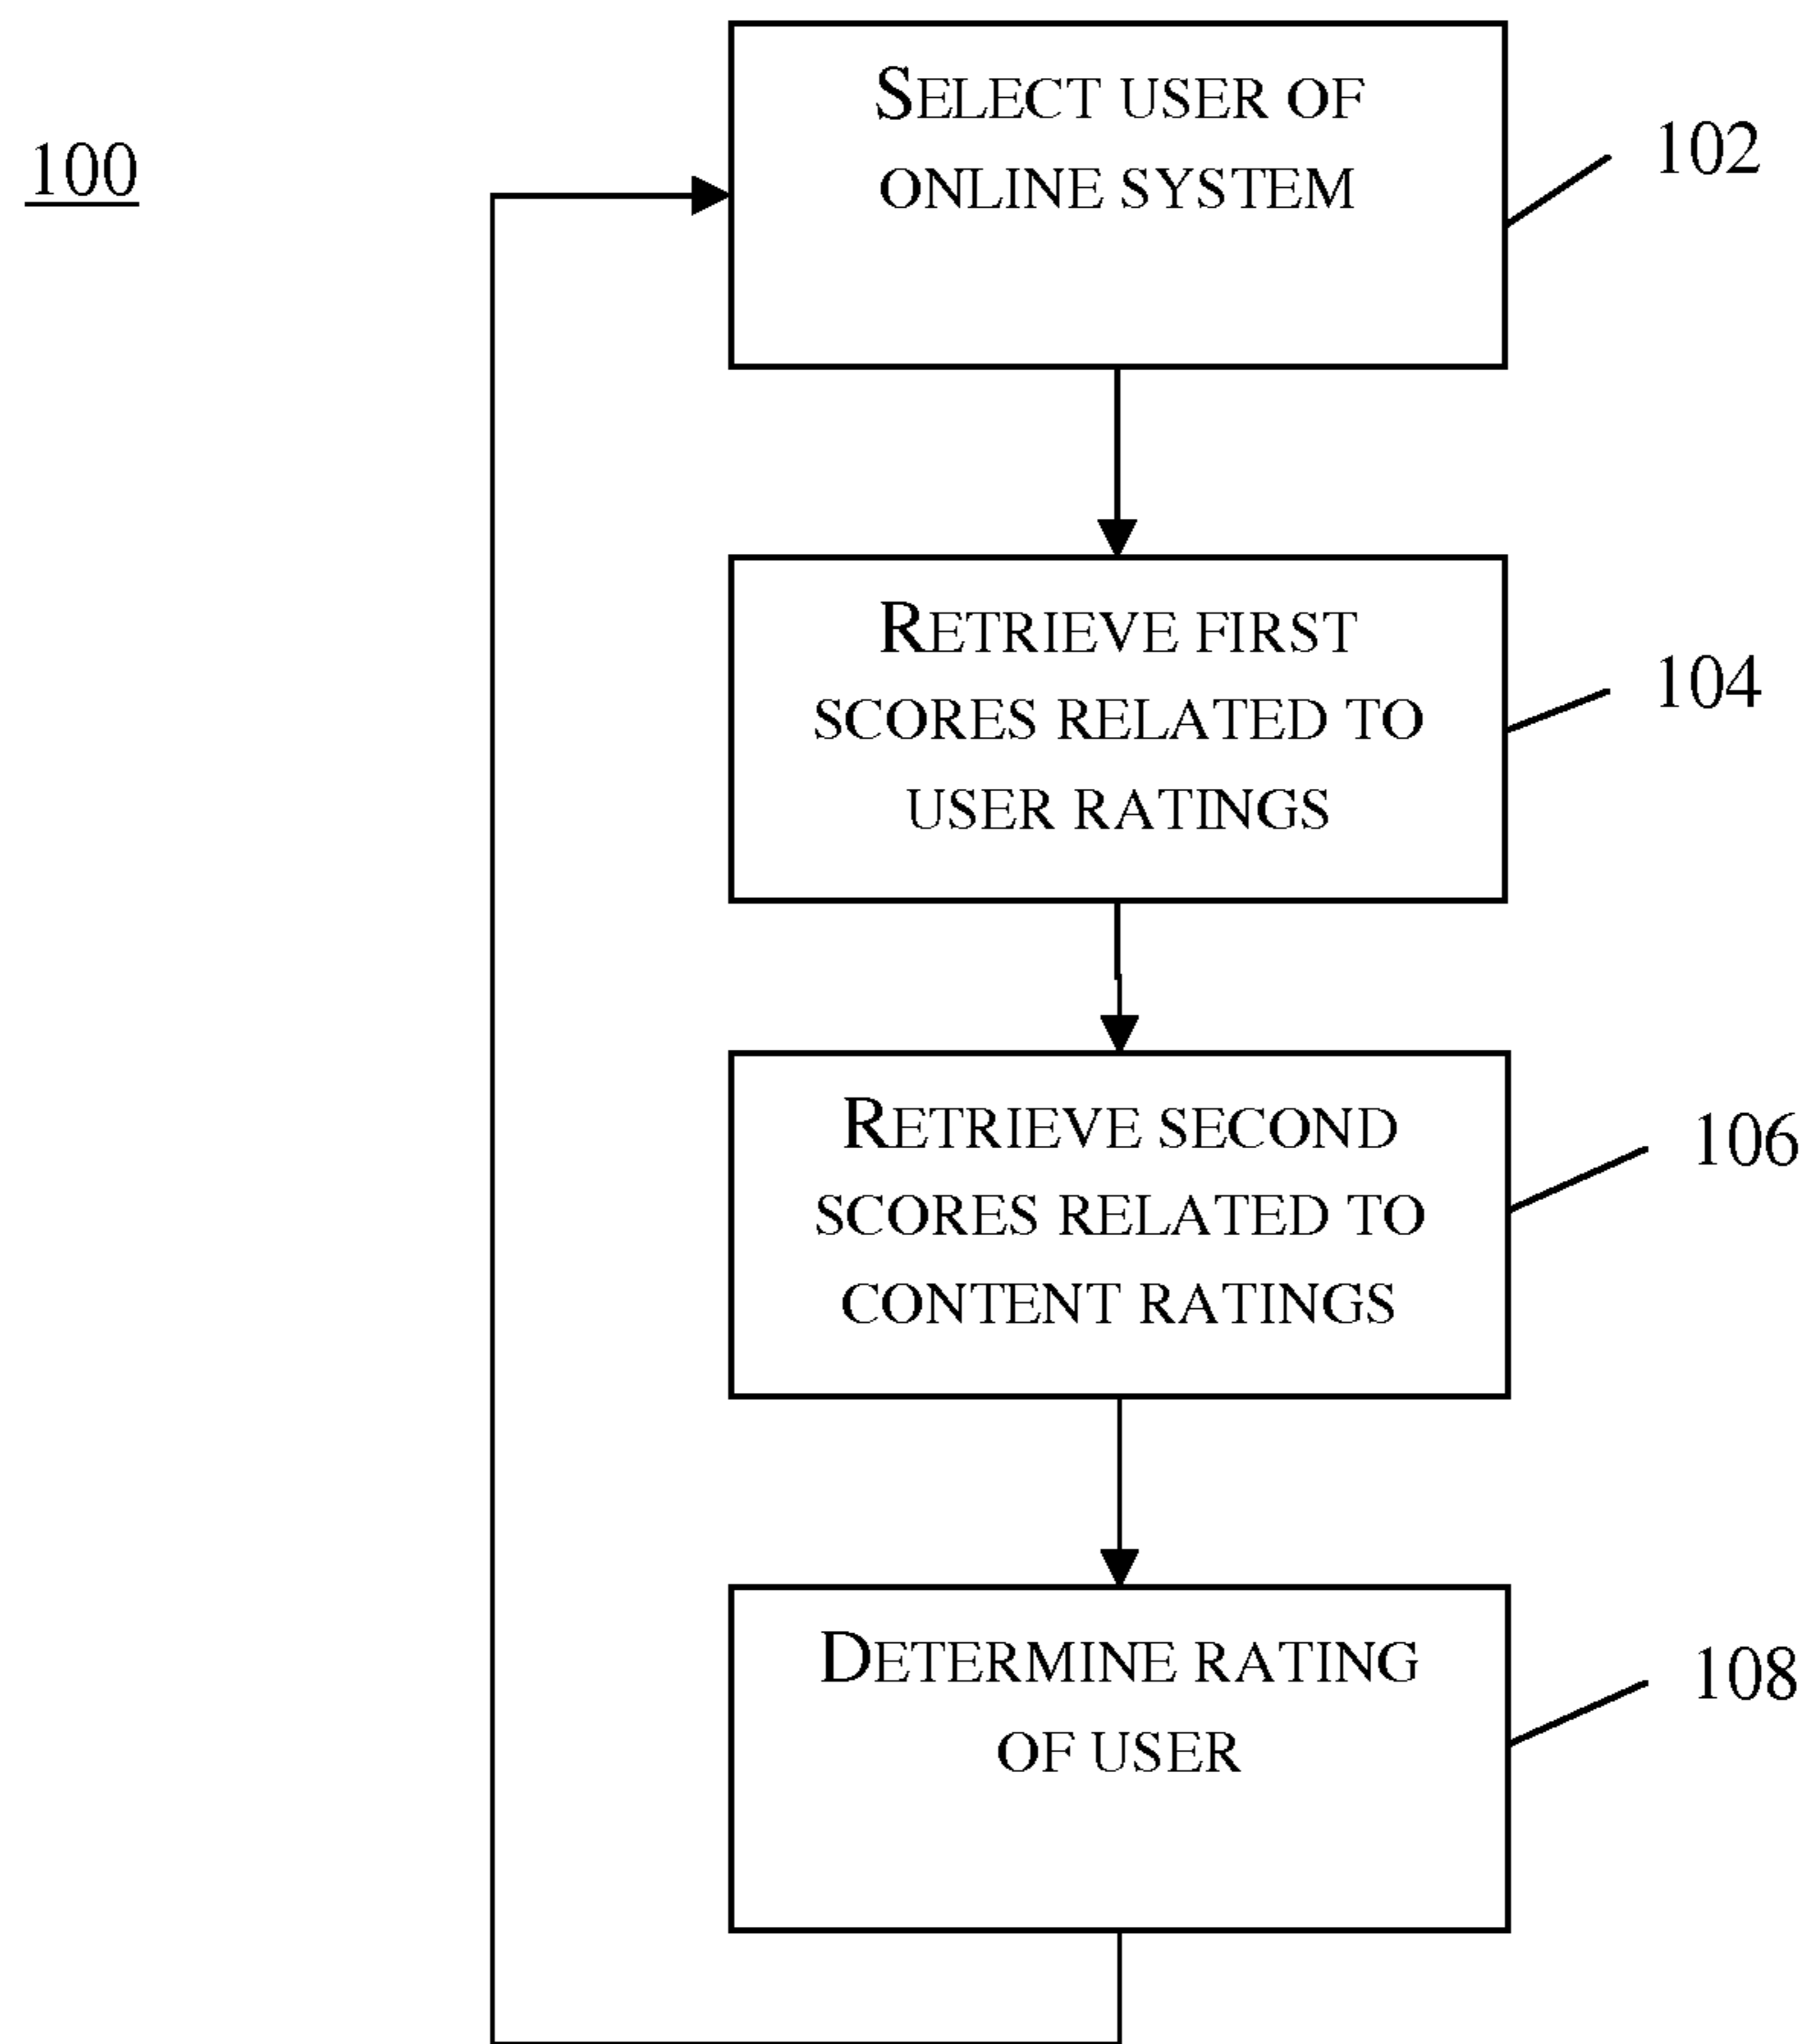 100
SELECT USER OF
ONLINE SYSTEM
102
RETRIEVE FIRST
SCORES RELATED TO
USER RATINGS
104
RETRIEVE SECOND
SCORES RELATED TO
CONTENT RATINGS
106
DETERMINE RATING
OF USER
108